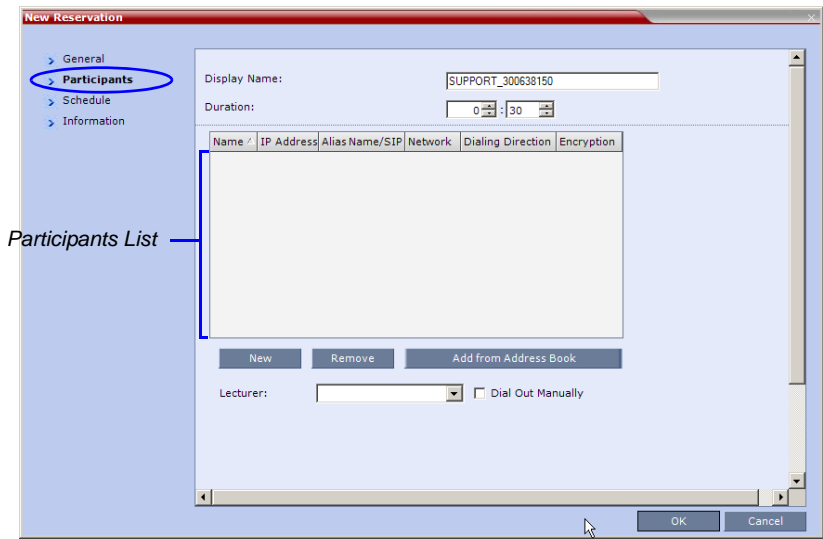 New Reservation
General
Participants
Schedule
Information
Display Name: SUPPORT_300638150
Duration: 0 : 30
Name IP Address Alias Name/SIP Network Dialing Direction Encryption
Participants List
New Remove Add from Address Book
Lecturer: Dial Out Manually
OK Cancel